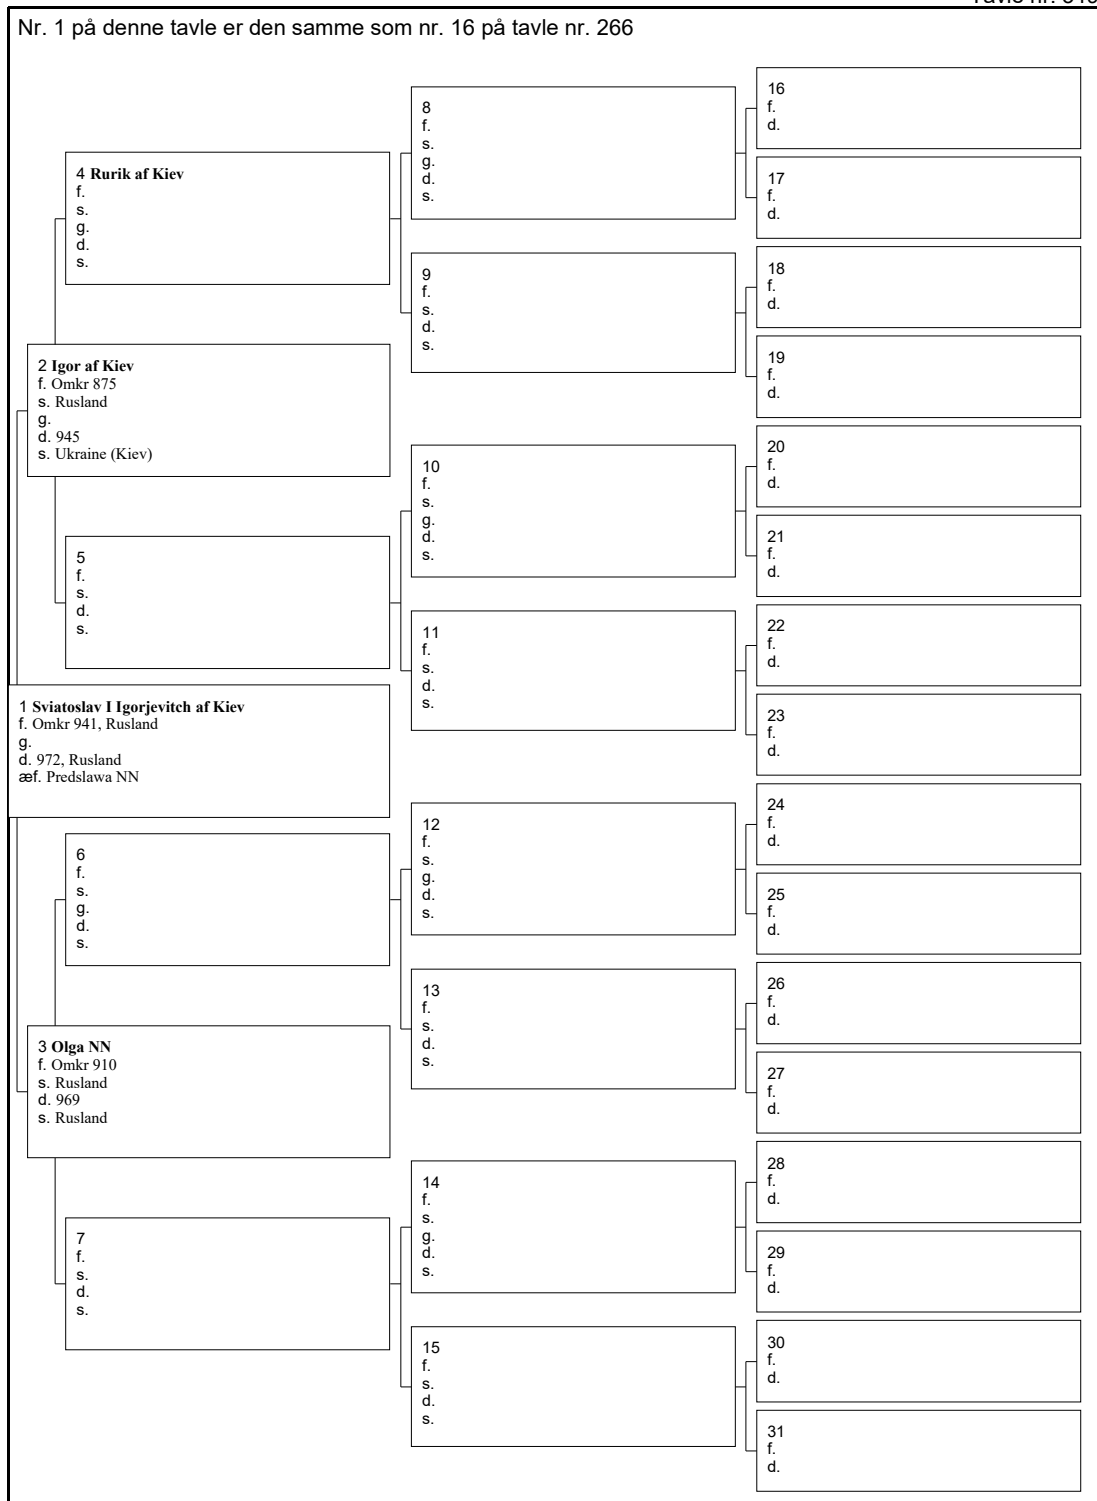 Nr. 1 på denne tavle er den samme som nr. 16 på tavle nr. 266
16
f.
d.
8
f.
s.
g.
d.
s.
17
f.
d.
4 Rurik af Kiev
f.
s.
g.
d.
s.
18
f.
d.
9
f.
s.
d.
s.
19
f.
d.
2 Igor af Kiev
f. Omkr 875
s. Rusland
g.
d. 945
s. Ukraine (Kiev)
20
f.
d.
10
f.
s.
g.
d.
s.
21
f.
d.
5
f.
s.
d.
s.
22
f.
d.
11
f.
s.
d.
s.
23
f.
d.
1 Sviatoslav I Igorjevitch af Kiev
f. Omkr 941, Rusland
g.
d. 972, Rusland
æf. Predslawa NN
24
f.
d.
12
f.
s.
g.
d.
s.
25
f.
d.
6
f.
s.
g.
d.
s.
26
f.
d.
13
f.
s.
d.
s.
27
f.
d.
3 Olga NN
f. Omkr 910
s. Rusland
d. 969
s. Rusland
28
f.
d.
14
f.
s.
g.
d.
s.
29
f.
d.
7
f.
s.
d.
s.
30
f.
d.
15
f.
s.
d.
s.
31
f.
d.